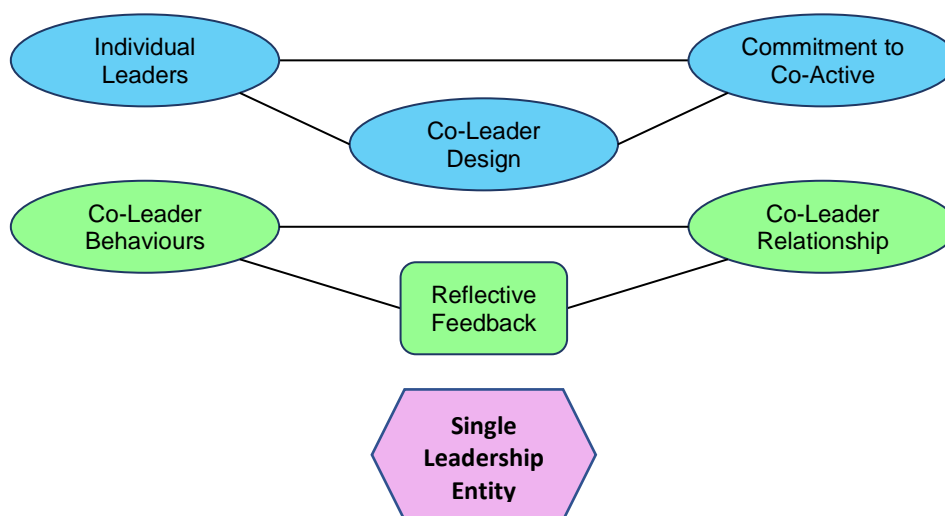 Individual
Leaders
Commitment to
Co-Active
Co-Leader
Design
Co-Leader
Behaviours
Co-Leader
Relationship
Reflective
Feedback
Single
Leadership
Entity